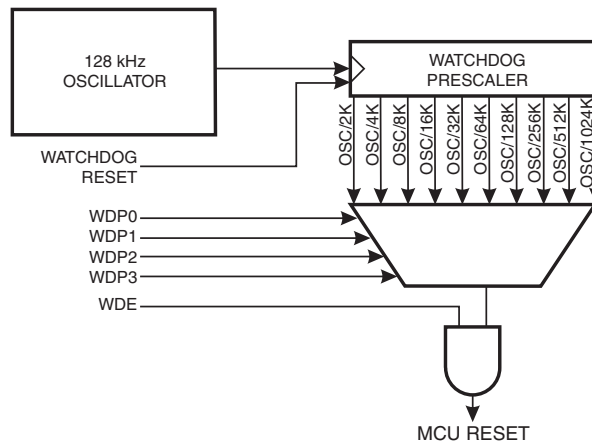 128 kHz
OSCILLATOR
WATCHDOG
PRESCALER
WATCHDOG
RESET
OSC/2K
OSC/4K
OSC/8K
OSC/16K
OSC/32K
OSC/64K
OSC/128K
OSC/256K
OSC/512K
OSC/1024K
WDP0
WDP1
WDP2
WDP3
WDE
MCU RESET